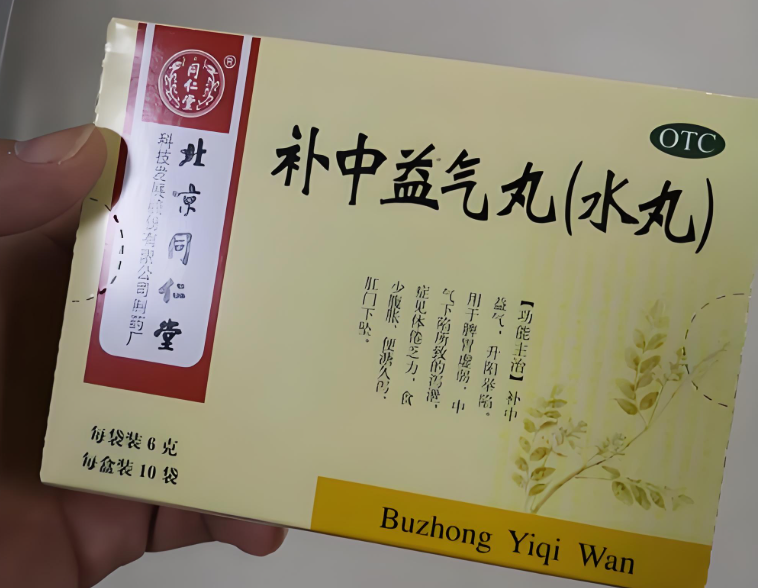 同仁堂
®
北京同仁堂
科技发展股份有限公司制药厂
OTC
补中益气丸(水丸)
【功能主治】补中
益气，升阳举陷。
用于脾胃虚弱，中
气下陷所致的泄泻，
症见体倦乏力，食
少腹胀，便溏久泻，
肛门下坠。
每袋装6克
每盒装10袋
Buzhong Yiqi Wan